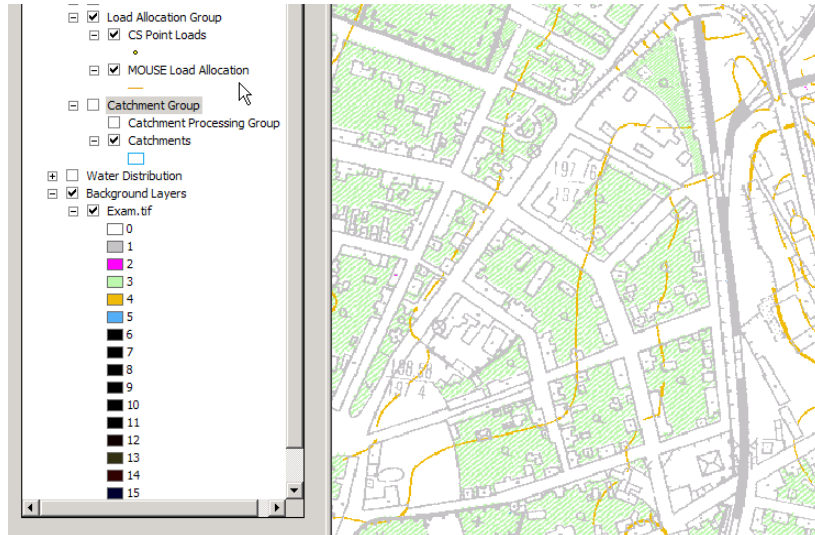 Load Allocation Group
CS Point Loads
MOUSE Load Allocation
Catchment Group
Catchment Processing Group
Catchments
Water Distribution
Background Layers
Exam.tif
0
1
2
3
4
5
6
7
8
9
10
11
12
13
14
15